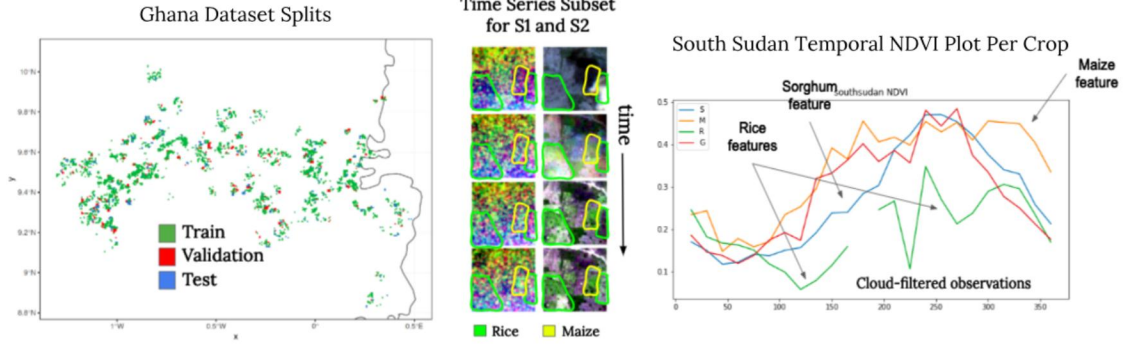 Ghana Dataset Splits
10°N
9.8°N
9.6°N
9.4°N
9.2°N
9°N
8.8°N
y
1°W
0.5°W
0°
0.5°E
x
Train
Validation
Test
Time Series Subset
for S1 and S2
time
Rice
Maize
South Sudan Temporal NDVI Plot Per Crop
southsudan NDVI
Maize
feature
Sorghum
feature
Rice
features
S
M
R
G
0.5
0.4
0.3
0.2
0.1
Cloud-filtered observations
0
50
100
150
200
250
300
350